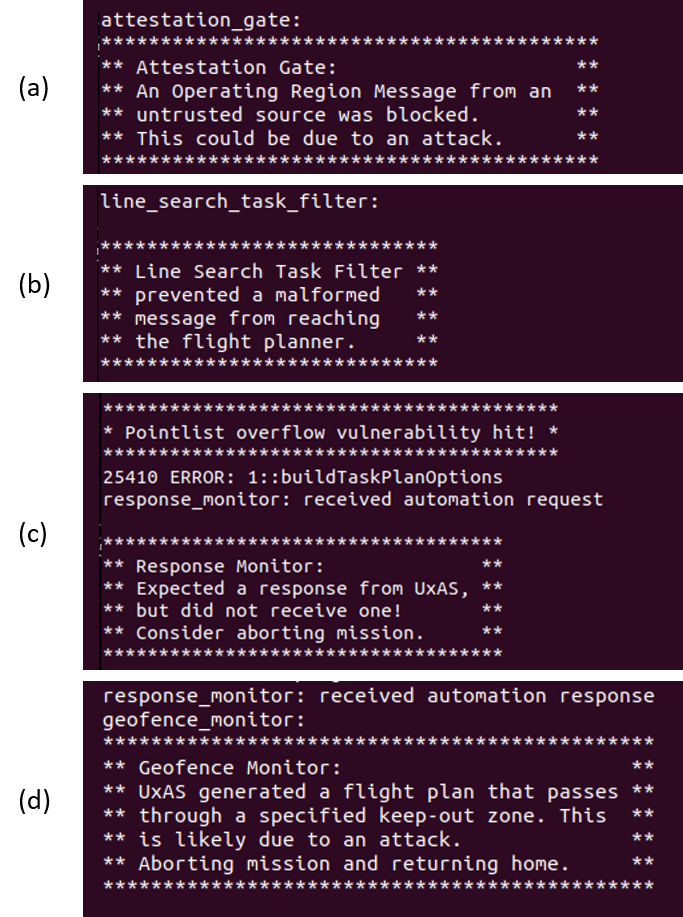 (a)
attestation_gate:
******************************************
** Attestation Gate:                    **
** An Operating Region Message from an  **
** untrusted source was blocked.        **
** This could be due to an attack.      **
******************************************
(b)
line_search_task_filter:
*****************************
** Line Search Task Filter **
** prevented a malformed   **
** message from reaching   **
** the flight planner.     **
*****************************
(c)
*****************************************
* Pointlist overflow vulnerability hit! *
*****************************************
25410 ERROR: 1::buildTaskPlanOptions
response_monitor: received automation request
************************************
** Response Monitor:              **
** Expected a response from UxAS, **
** but did not receive one!       **
** Consider aborting mission.     **
************************************
(d)
response_monitor: received automation response
geofence_monitor:
**********************************************
** Geofence Monitor:                        **
** UxAS generated a flight plan that passes **
** through a specified keep-out zone. This  **
** is likely due to an attack.              **
** Aborting mission and returning home.     **
**********************************************